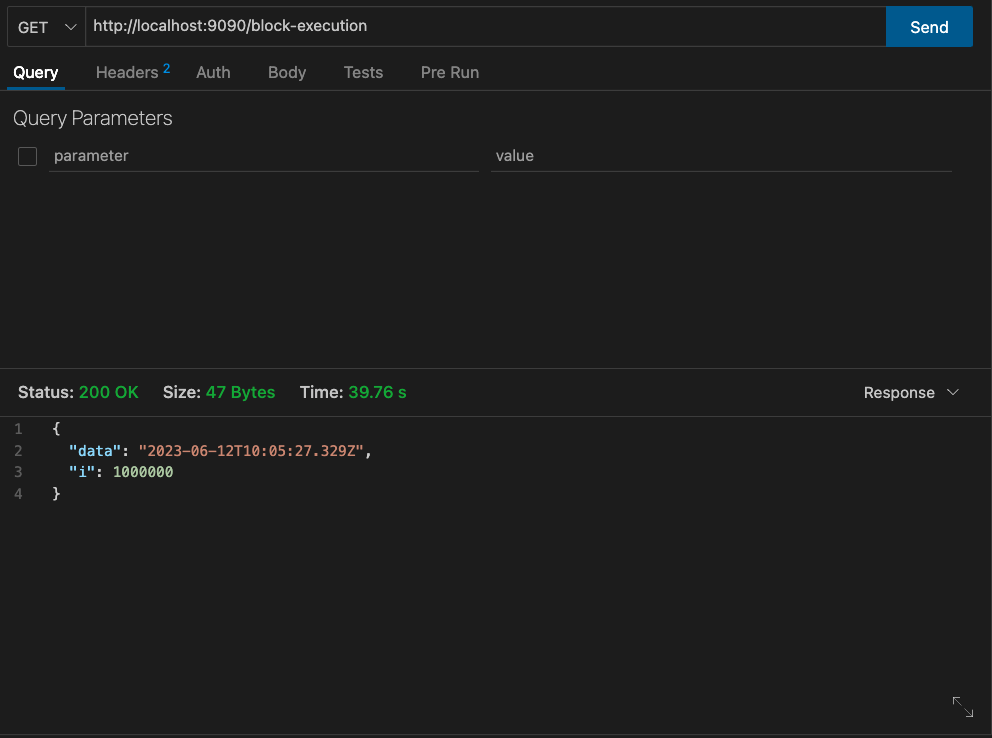 GET http://localhost:9090/block-execution Send
Query Headers 2 Auth Body Tests Pre Run
Query Parameters
parameter value
Status: 200 OK Size: 47 Bytes Time: 39.76 s Response
1 {
2 "data": "2023-06-12T10:05:27.329Z",
3 "i": 1000000
4 }